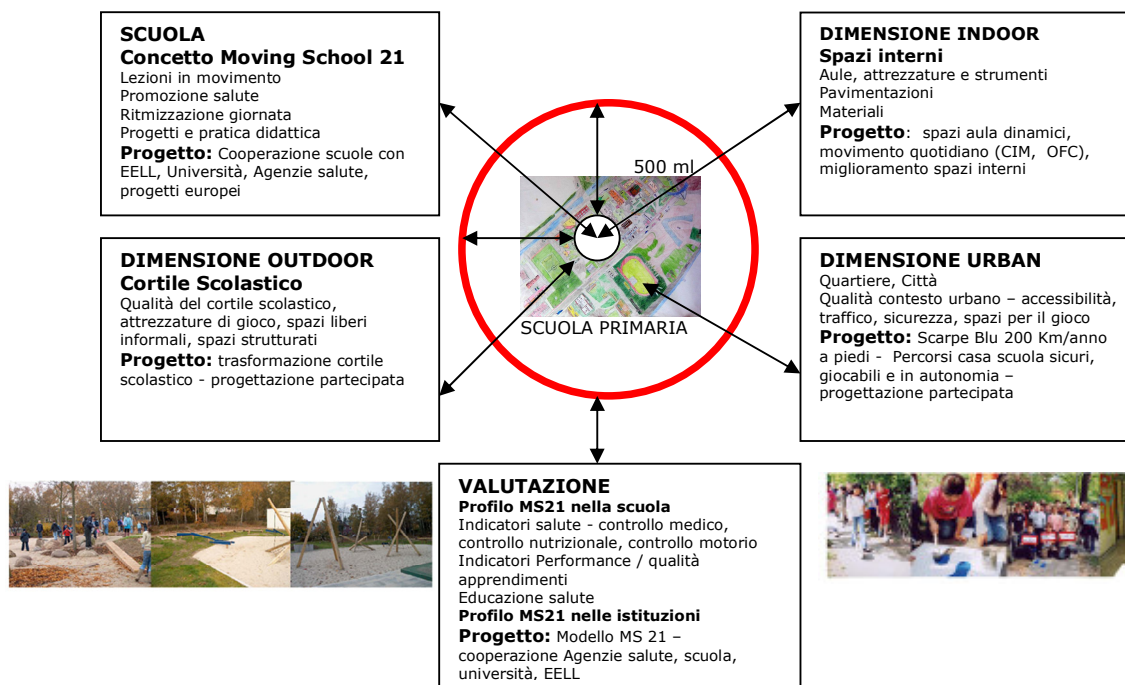 SCUOLA
Concetto Moving School 21
Lezioni in movimento
Promozione salute
Ritmizzazione giornata
Progetti e pratica didattica
Progetto: Cooperazione scuole con
EELL, Università, Agenzie salute,
progetti europei
DIMENSIONE INDOOR
Spazi interni
Aule, attrezzature e strumenti
Pavimentazioni
Materiali
Progetto: spazi aula dinamici,
movimento quotidiano (CIM, OFC),
miglioramento spazi interni
500 ml
SCUOLA PRIMARIA
DIMENSIONE OUTDOOR
Cortile Scolastico
Qualità del cortile scolastico,
attrezzature di gioco, spazi liberi
informali, spazi strutturati
Progetto: trasformazione cortile
scolastico - progettazione partecipata
DIMENSIONE URBAN
Quartiere, Città
Qualità contesto urbano – accessibilità,
traffico, sicurezza, spazi per il gioco
Progetto: Scarpe Blu 200 Km/anno
a piedi - Percorsi casa scuola sicuri,
giocabili e in autonomia –
progettazione partecipata
VALUTAZIONE
Profilo MS21 nella scuola
Indicatori salute - controllo medico,
controllo nutrizionale, controllo motorio
Indicatori Performance / qualità
apprendimenti
Educazione salute
Profilo MS21 nelle istituzioni
Progetto: Modello MS 21 –
cooperazione Agenzie salute, scuola,
università, EELL